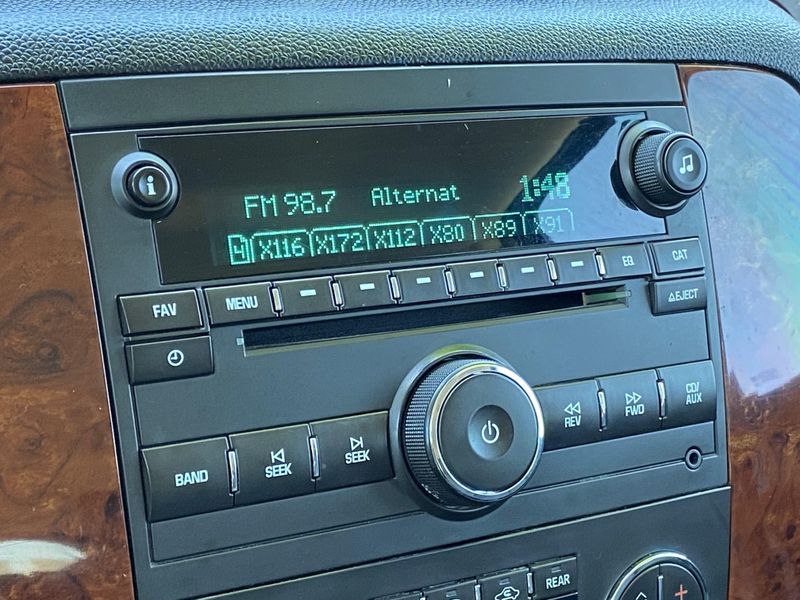 i
FM 98.7 Alternat 1:48
4 X116 X172 X112 X80 X89 X91
FAV MENU EQ CAT
EJECT
BAND SEEK SEEK REV FWD CD/AUX
REAR